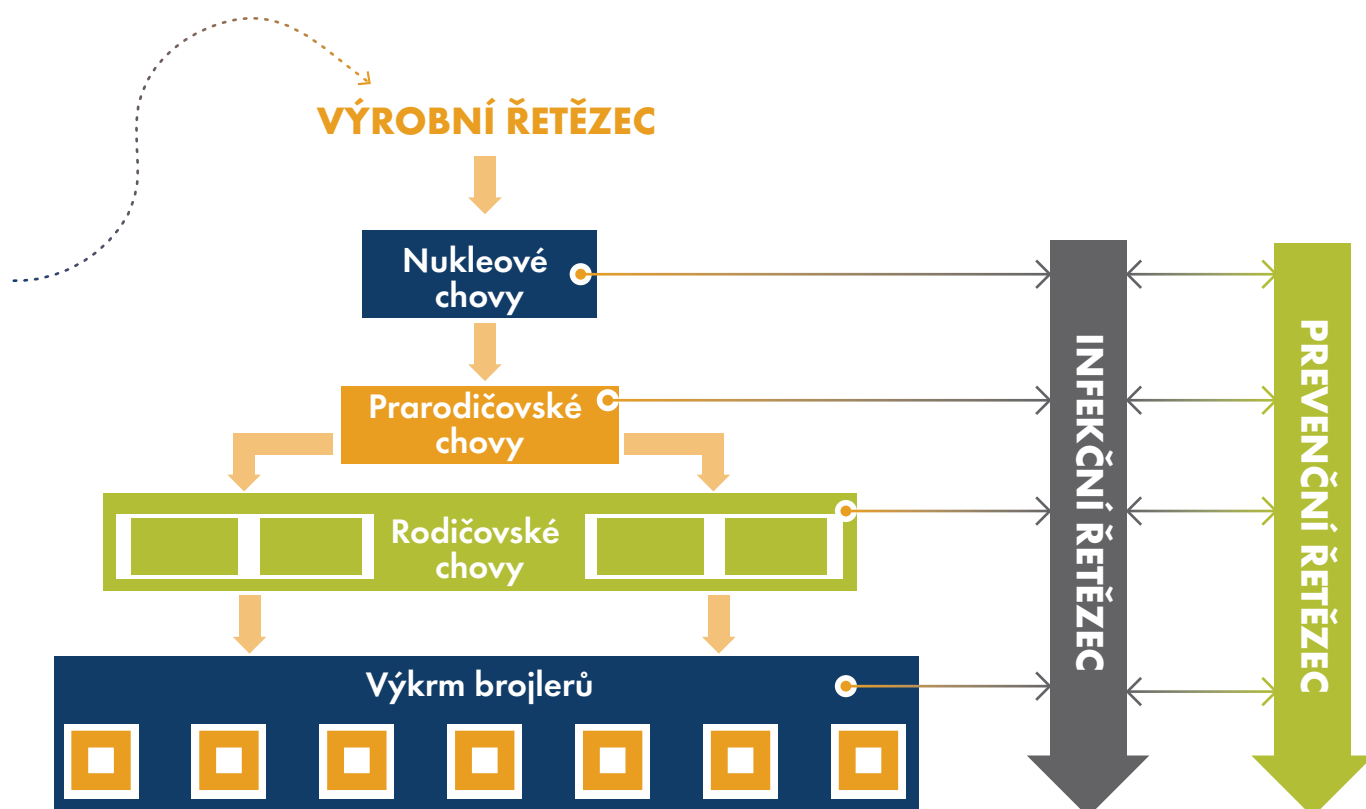 VÝROBNÍ ŘETĚZEC
Nukleové
chovy
Prarodičovské
chovy
Rodičovské
chovy
Výkrm brojlerů
INFEKČNÍ ŘETĚZEC
PREVENČNÍ ŘETĚZEC